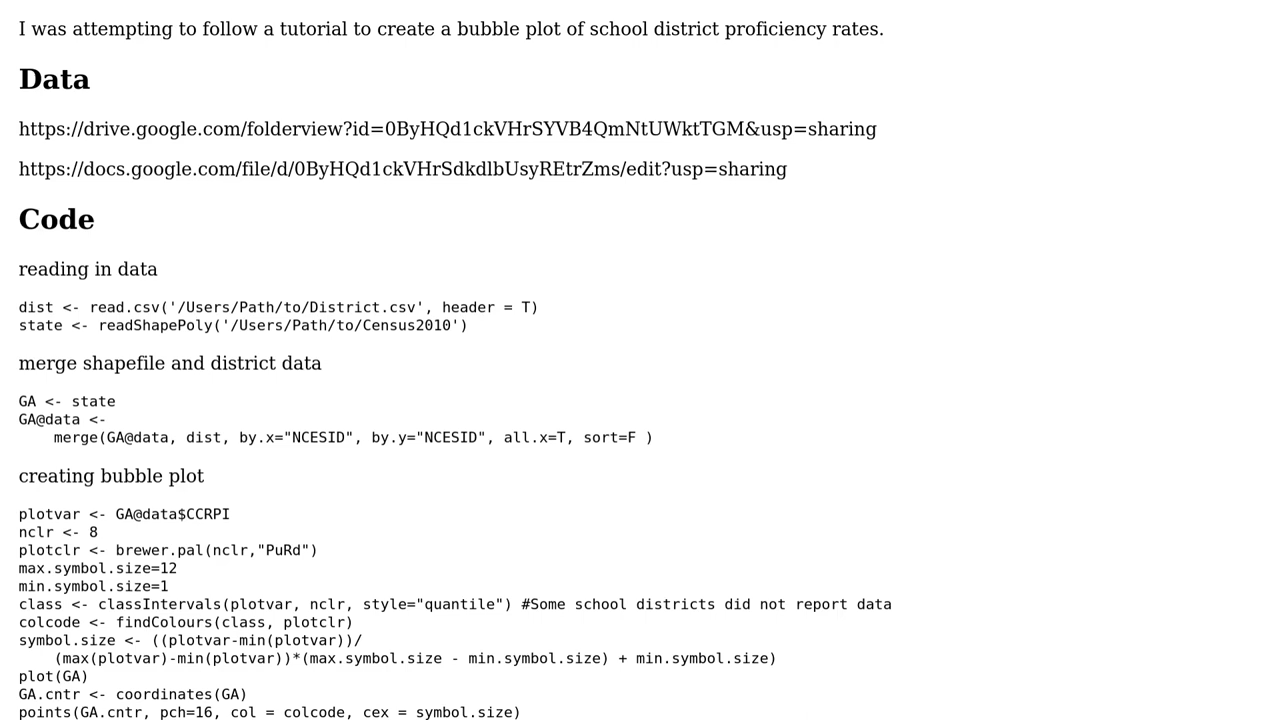 I was attempting to follow a tutorial to create a bubble plot of school district proficiency rates.
Data
https://drive.google.com/folderview?id=0ByHQd1ckVHrSYVB4QmNtUWktTGM&usp=sharing
https://docs.google.com/file/d/0ByHQd1ckVHrSdkdlbUsyREtrZms/edit?usp=sharing
Code
reading in data
dist <- read.csv('/Users/Path/to/District.csv', header = T)
state <- readShapePoly('/Users/Path/to/Census2010')
merge shapefile and district data
GA <- state
GA@data <-
    merge(GA@data, dist, by.x="NCESID", by.y="NCESID", all.x=T, sort=F )
creating bubble plot
plotvar <- GA@data$CCRPI
nclr <- 8
plotclr <- brewer.pal(nclr,"PuRd")
max.symbol.size=12
min.symbol.size=1
class <- classIntervals(plotvar, nclr, style="quantile") #Some school districts did not report data
colcode <- findColours(class, plotclr)
symbol.size <- ((plotvar-min(plotvar))/
    (max(plotvar)-min(plotvar))*(max.symbol.size - min.symbol.size) + min.symbol.size)
plot(GA)
GA.cntr <- coordinates(GA)
points(GA.cntr, pch=16, col = colcode, cex = symbol.size)